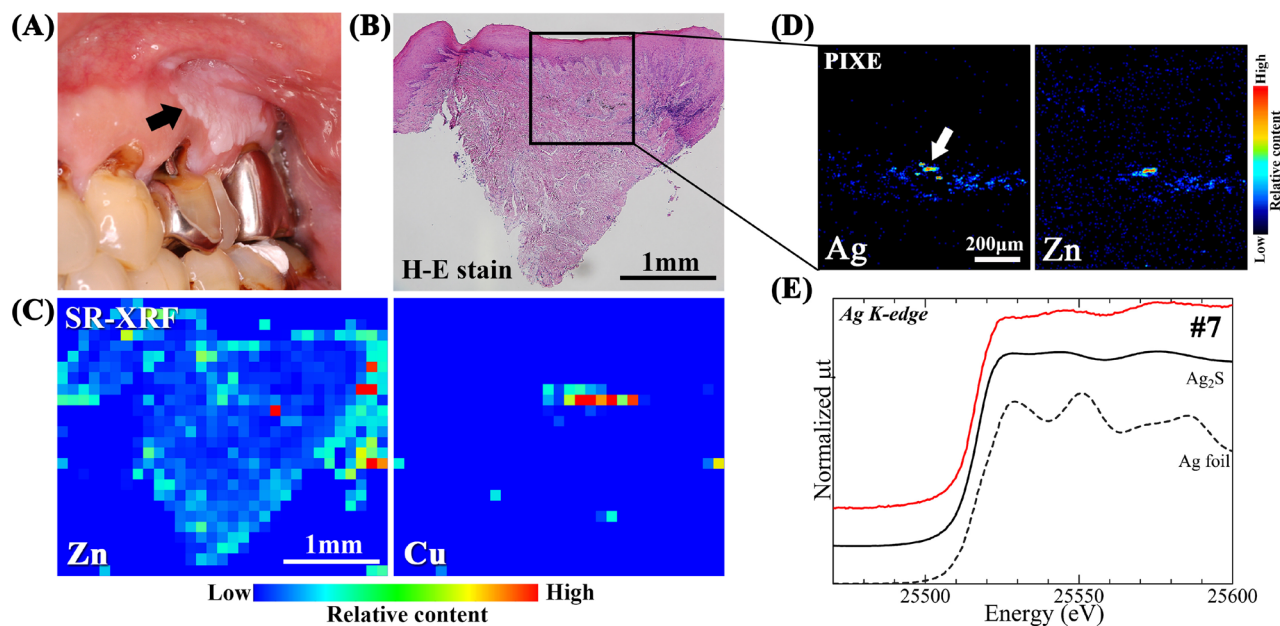 (A)
(B)
H-E stain
1mm
(D)
PIXE
Ag
200μm
Zn
High
Relative content
Low
(C)
SR-XRF
Zn
1mm
Cu
Low
High
Relative content
(E)
Ag K-edge
#7
Ag₂S
Ag foil
Normalized μt
25500
25550
25600
Energy (eV)